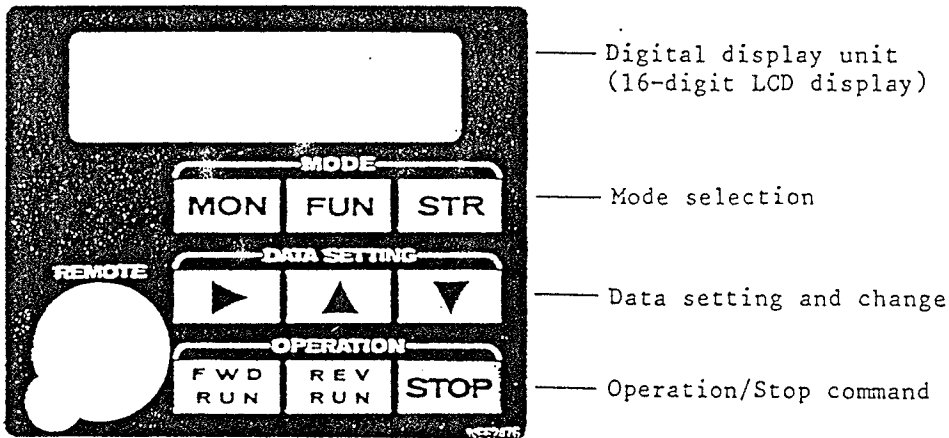 Digital display unit
(16-digit LCD display)
MODE
MON FUN STR
Mode selection
DATA SETTING
REMOTE
Data setting and change
OPERATION
FWD RUN
REV RUN
STOP
Operation/Stop command